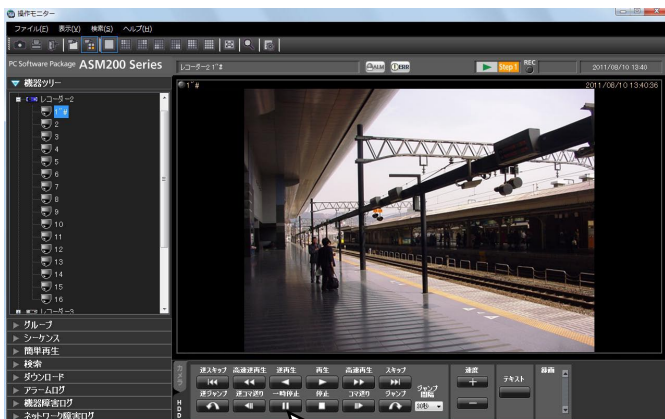 操作モニター
ファイル(F) 表示(V) 検索(S) ヘルプ(H)
PC Software Package ASM200 Series
レコーダー2 1~#
ALM ERR
Step1 REC
2011/08/10 13:40
機器ツリー
レコーダー2
1~#
2
3
4
5
6
7
8
9
10
11
12
13
14
15
16
レコーダー3
1~#
2011/08/10 13:40:36
グループ
シーケンス
簡単再生
検索
ダウンロード
アラームログ
機器障害ログ
ネットワーク障害ログ
カメラ
HD
逆スキップ 高速逆再生 逆再生 再生 高速再生 スキップ
逆ジャンプ 逆コマ送り 一時停止 停止 コマ送り ジャンプ
ジャンプ間隔
30秒
速度
テキスト
録画